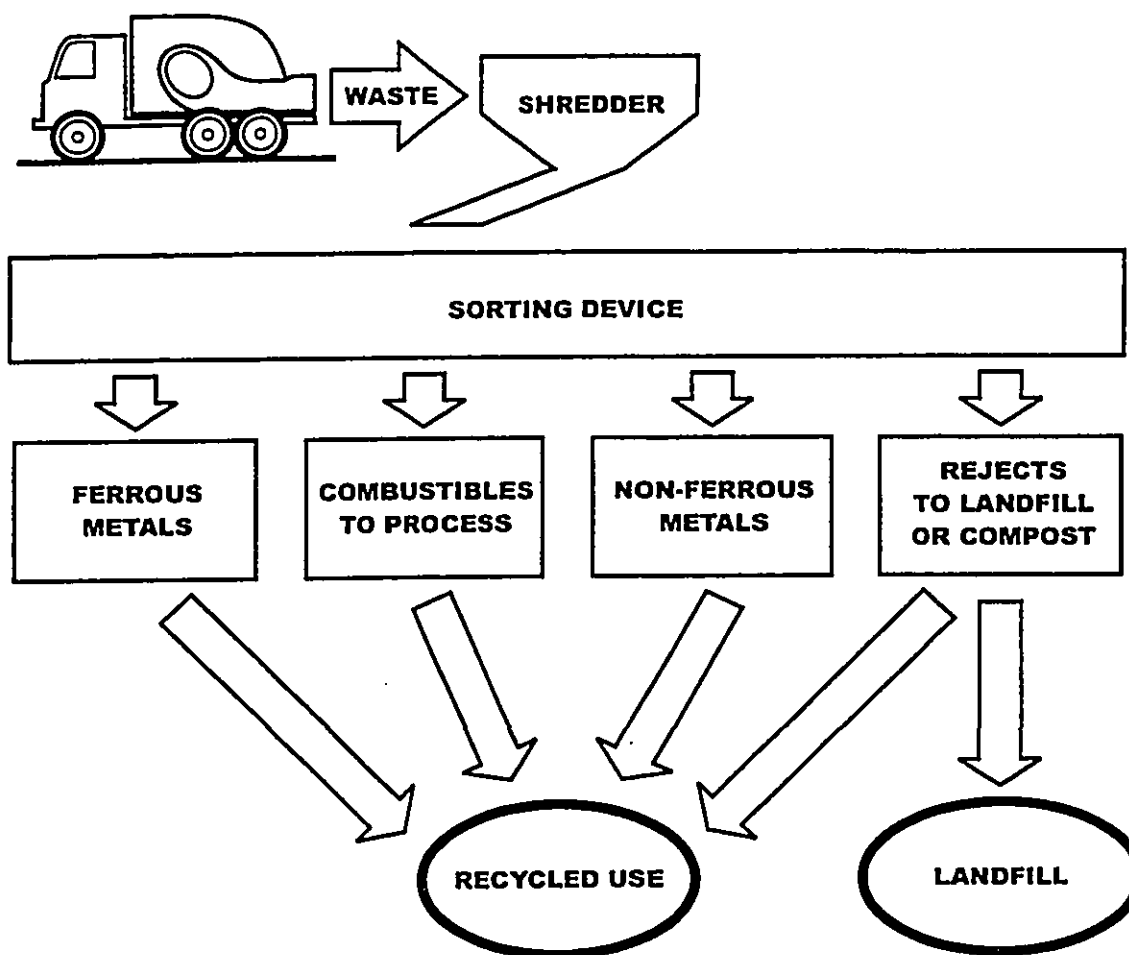 WASTE
SHREDDER
SORTING DEVICE
FERROUS
METALS
COMBUSTIBLES
TO PROCESS
NON-FERROUS
METALS
REJECTS
TO LANDFILL
OR COMPOST
RECYCLED USE
LANDFILL